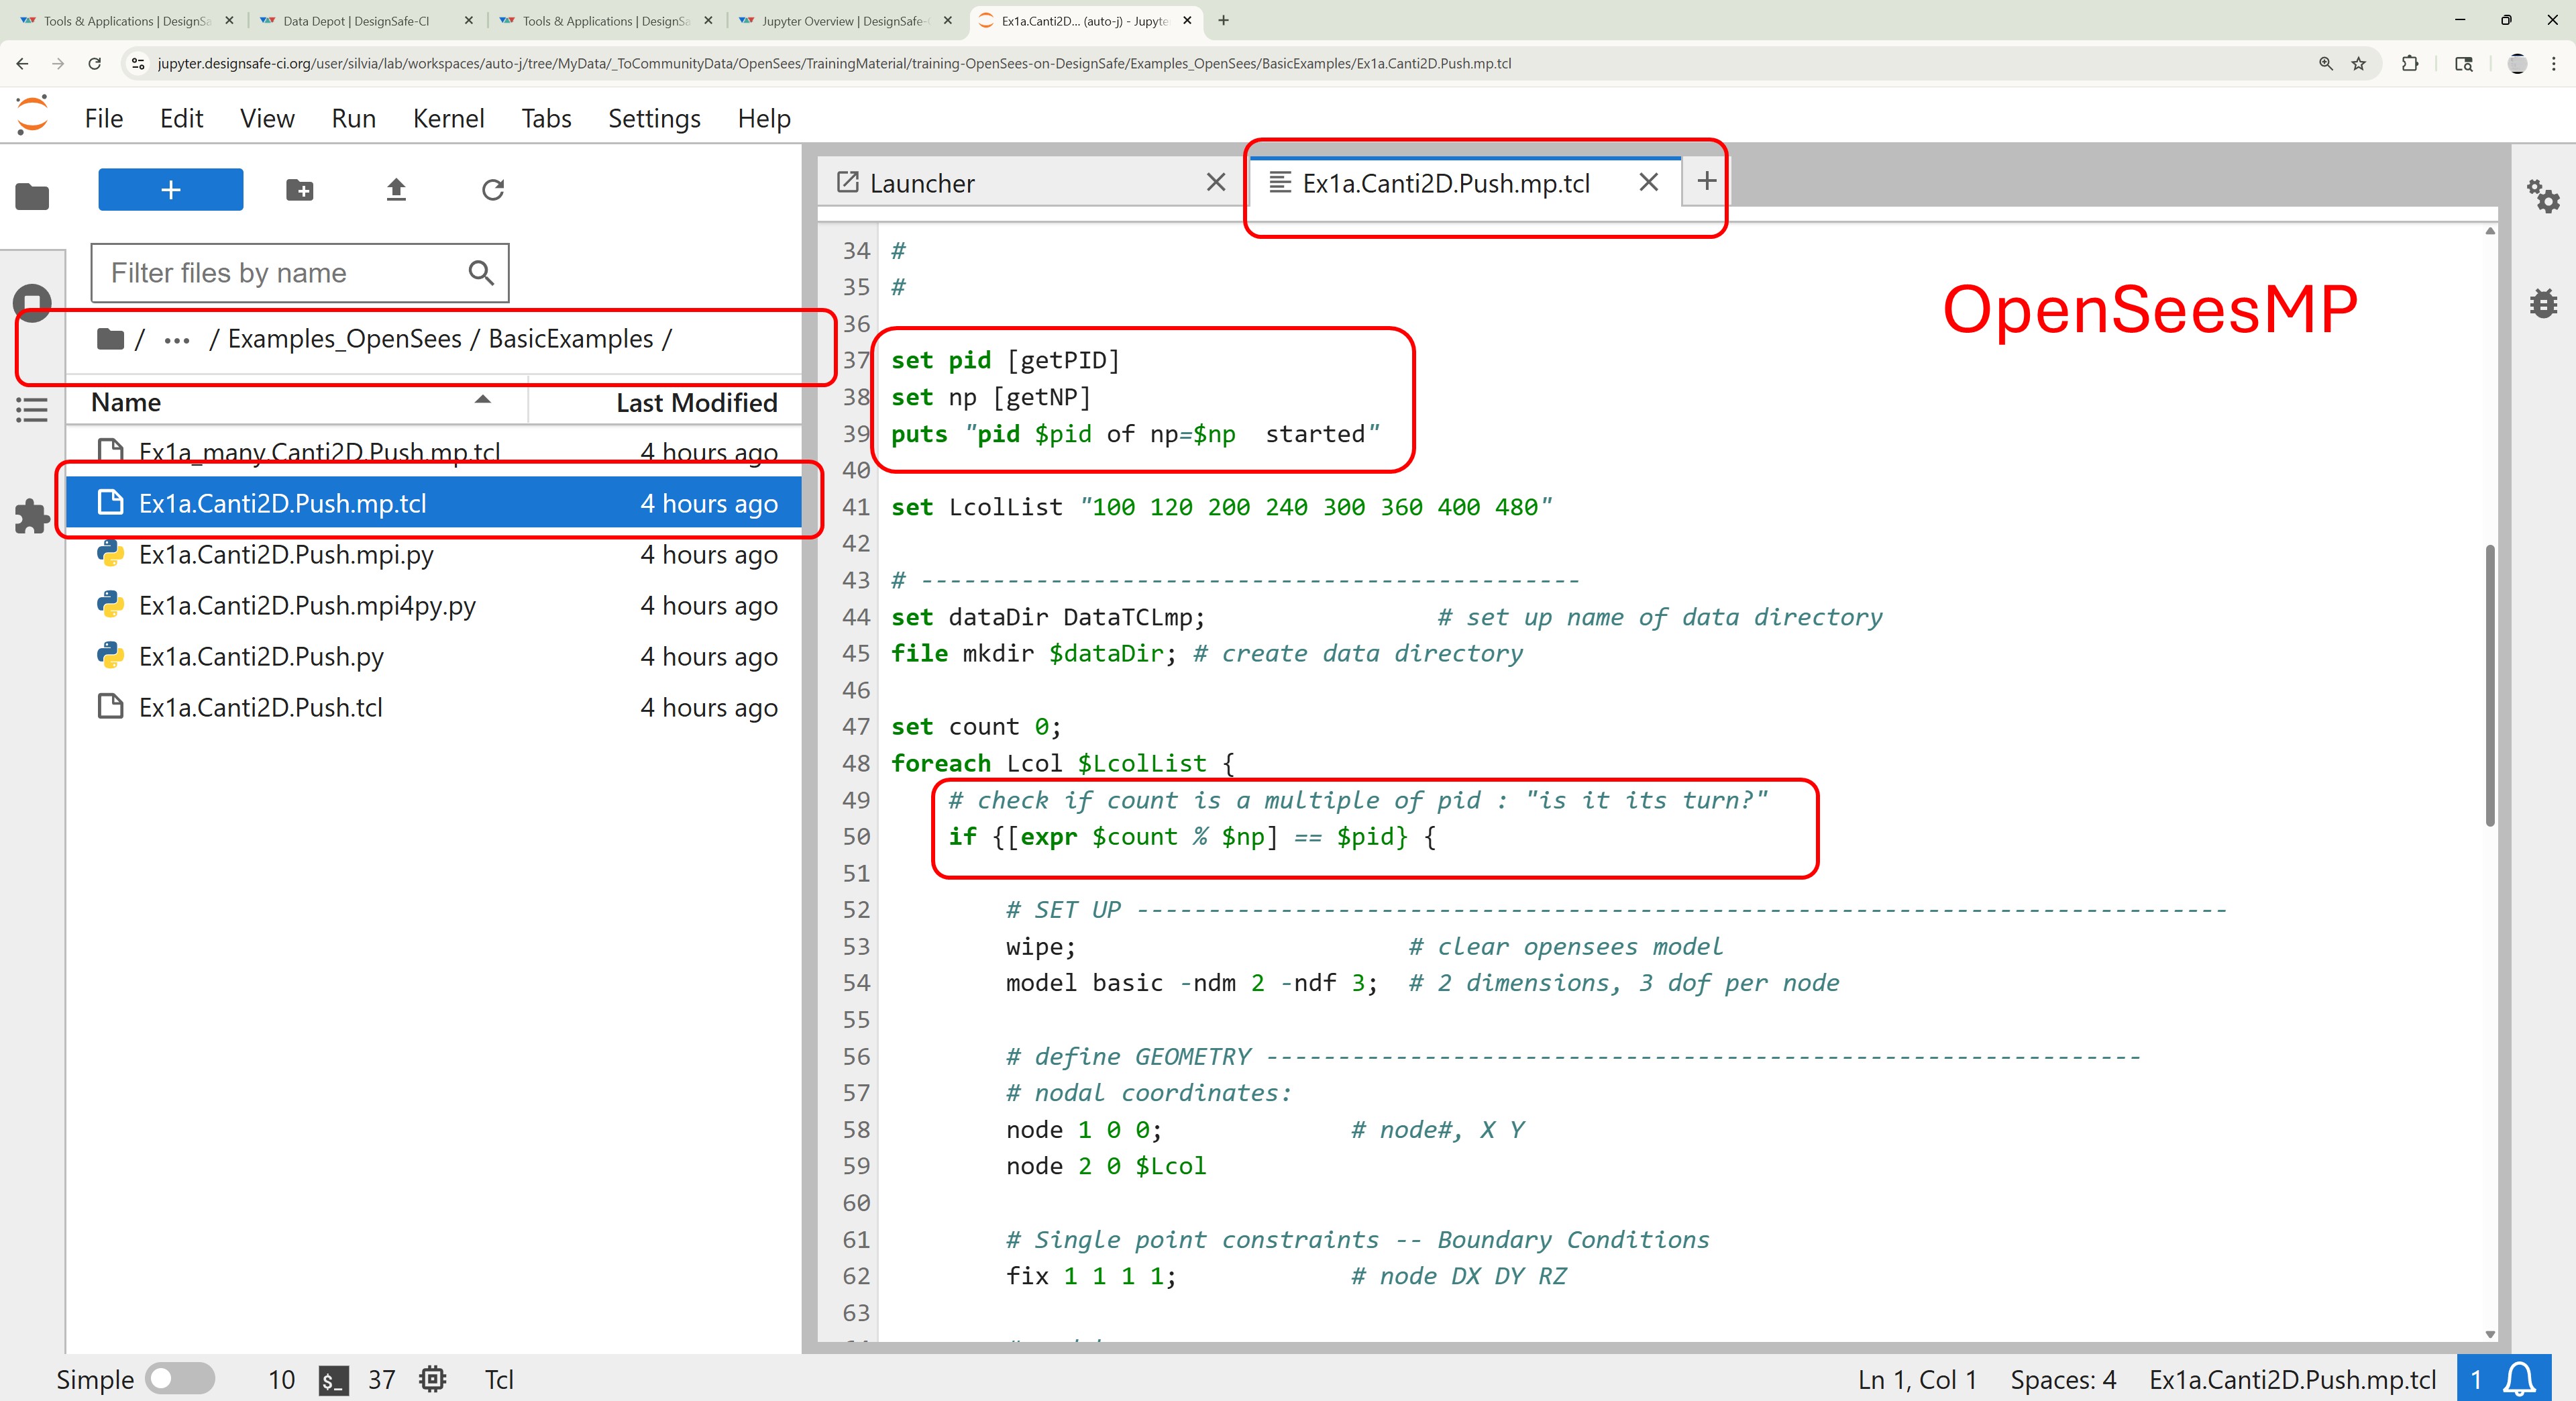 Tools & Applications | DesignSa
Data Depot | DesignSafe-CI
Tools & Applications | DesignSa
Jupyter Overview | DesignSafe-
Ex1a.Canti2D... (auto-j) - Jupyte
jupyter.designsafe-ci.org/user/silvia/lab/workspaces/auto-j/tree/MyData/_ToCommunityData/OpenSees/TrainingMaterial/training-OpenSees-on-DesignSafe/Examples_OpenSees/BasicExamples/Ex1a.Canti2D.Push.mp.tcl
File Edit View Run Kernel Tabs Settings Help
Filter files by name
/ ... / Examples_OpenSees / BasicExamples /
Name Last Modified
Ex1a_many.Canti2D.Push.mp.tcl 4 hours ago
Ex1a.Canti2D.Push.mp.tcl 4 hours ago
Ex1a.Canti2D.Push.mpi.py 4 hours ago
Ex1a.Canti2D.Push.mpi4py.py 4 hours ago
Ex1a.Canti2D.Push.py 4 hours ago
Ex1a.Canti2D.Push.tcl 4 hours ago
Launcher
Ex1a.Canti2D.Push.mp.tcl
OpenSeesMP
34 #
35 #
36
37 set pid [getPID]
38 set np [getNP]
39 puts "pid $pid of np=$np  started"
40
41 set LcolList "100 120 200 240 300 360 400 480"
42
43 # ----------------------------------------------
44 set dataDir DataTCLmp; # set up name of data directory
45 file mkdir $dataDir; # create data directory
46
47 set count 0;
48 foreach Lcol $LcolList {
49 # check if count is a multiple of pid : "is it its turn?"
50 if {[expr $count % $np] == $pid} {
51
52 # SET UP ----------------------------------------------------------------------------
53 wipe; # clear opensees model
54 model basic -ndm 2 -ndf 3; # 2 dimensions, 3 dof per node
55
56 # define GEOMETRY -------------------------------------------------------------
57 # nodal coordinates:
58 node 1 0 0; # node#, X Y
59 node 2 0 $Lcol
60
61 # Single point constraints -- Boundary Conditions
62 fix 1 1 1 1; # node DX DY RZ
63
Simple 10 $_ 37 Tcl
Ln 1, Col 1 Spaces: 4 Ex1a.Canti2D.Push.mp.tcl 1